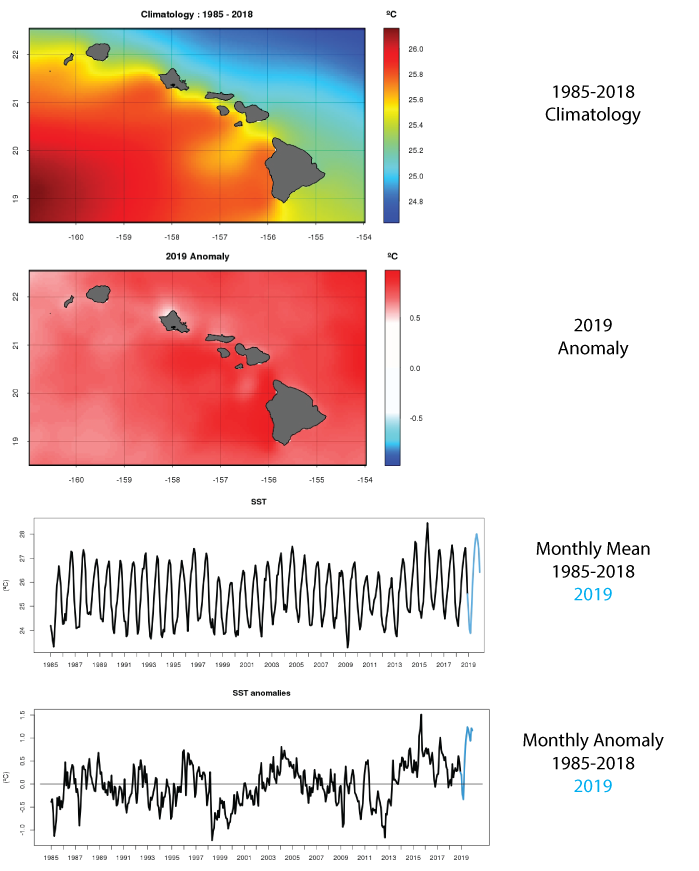 Climatology : 1985 - 2018
ºC
22
21
20
19
-160 -159 -158 -157 -156 -155 -154
26.0
25.8
25.6
25.4
25.2
25.0
24.8
1985-2018
Climatology
2019 Anomaly
ºC
22
21
20
19
-160 -159 -158 -157 -156 -155 -154
0.5
0.0
-0.5
2019
Anomaly
SST
(ºC)
28
27
26
25
24
1985 1987 1989 1991 1993 1995 1997 1999 2001 2003 2005 2007 2009 2011 2013 2015 2017 2019
Monthly Mean
1985-2018
2019
SST anomalies
(ºC)
1.5
1.0
0.5
0.0
-0.5
-1.0
1985 1987 1989 1991 1993 1995 1997 1999 2001 2003 2005 2007 2009 2011 2013 2015 2017 2019
Monthly Anomaly
1985-2018
2019